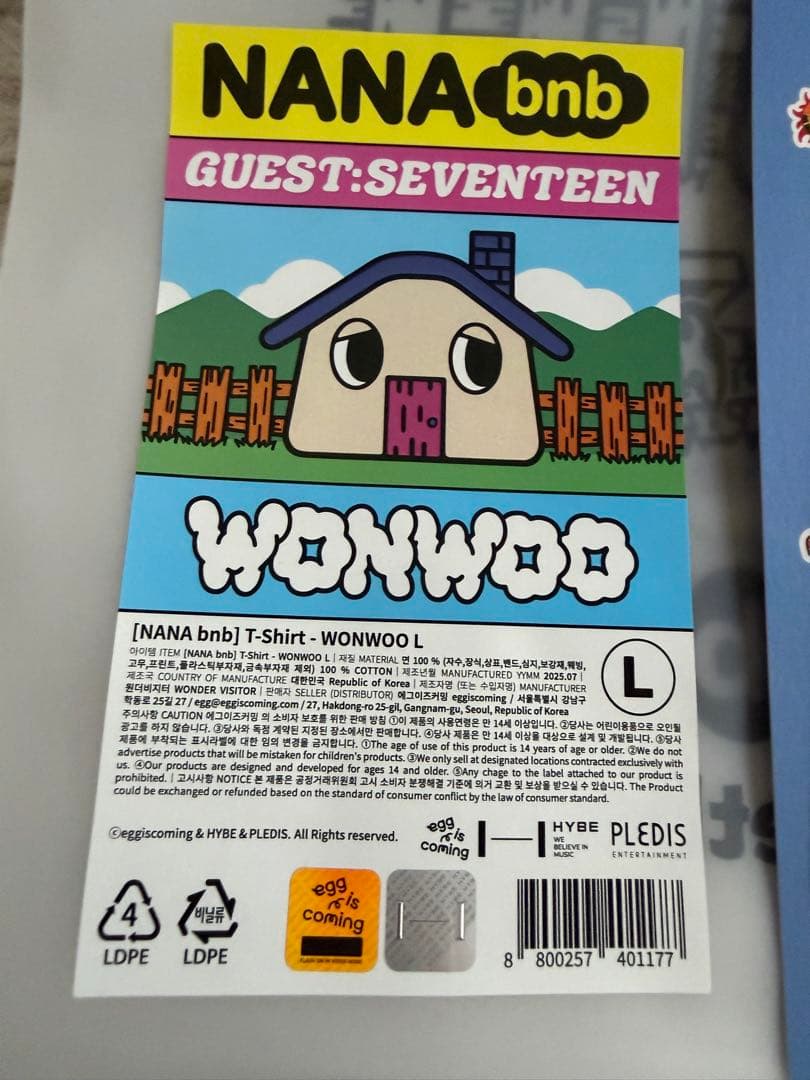 NANA bnb
GUEST:SEVENTEEN
WONWOO
[NANA bnb] T-Shirt - WONWOO L
아이템 ITEM [NANA bnb] T-Shirt - WONWOO L | 재질 MATERIAL 면 100 % (자수,장식,상표,밴드,심지,보강재,웨빙,
고무,프린트,플라스틱부자재,금속부자재 제외) 100 % COTTON | 제조년월 MANUFACTURED YYMM 2025.07 |
제조국 COUNTRY OF MANUFACTURE 대한민국 Republic of Korea | 제조자명 (또는 수입자명) MANUFACTURER
원더비지터 WONDER VISITOR | 판매자 SELLER (DISTRIBUTOR) 에그이즈커밍 eggiscoming / 서울특별시 강남구
학동로 25길 27 / egg@eggiscoming.com / 27, Hakdong-ro 25-gil, Gangnam-gu, Seoul, Republic of Korea
주의사항 CAUTION 에그이즈커밍 의 소비자 보호를 위한 판매 방침 ①이 제품의 사용연령은 만 14세 이상입니다. ②당사는 어린이용품으로 오인될
광고를 하지 않습니다. ③당사와 독점 계약된 지정된 장소에서만 판매합니다. ④당사 제품은 만 14세 이상을 대상으로 설계 및 개발됩니다. ⑤당사
제품에 부착되는 표시라벨에 대한 임의 변경을 금지합니다. ①The age of use of this product is 14 years of age or older. ②We do not
advertise products that will be mistaken for children's products. ③We only sell at designated locations contracted exclusively with
us. ④Our products are designed and developed for ages 14 and older. ⑤Any chage to the label attached to our product is
prohibited. | 고시사항 NOTICE 본 제품은 공정거래위원회 고시 소비자 분쟁해결 기준에 의거 교환 및 보상을 받으실 수 있습니다. The Product
could be exchanged or refunded based on the standard of consumer conflict by the law of consumer standard.
L
ⓒeggiscoming & HYBE & PLEDIS. All Rights reserved.
egg is coming
HYBE
WE BELIEVE IN MUSIC
PLEDIS
ENTERTAINMENT
4
LDPE
비닐류
LDPE
egg is coming
8 800257 401177